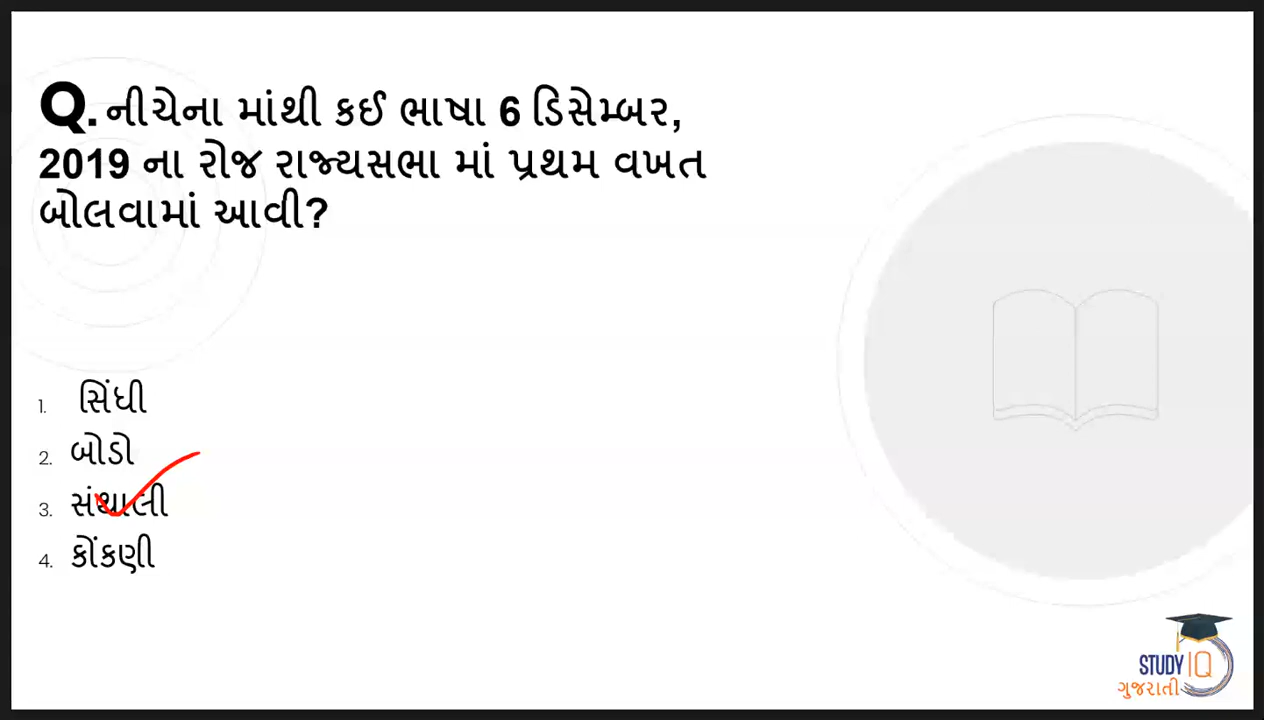 Q. નીચેના માંથી કઈ ભાષા 6 ડિસેમ્બર,
2019 ના રોજ રાજ્યસભા માં પ્રથમ વખત
બોલવામાં આવી?
1. સિંધી
2. બોડો
3. સંથાલી
4. કોંકણી
STUDY IQ
ગુજરાતી